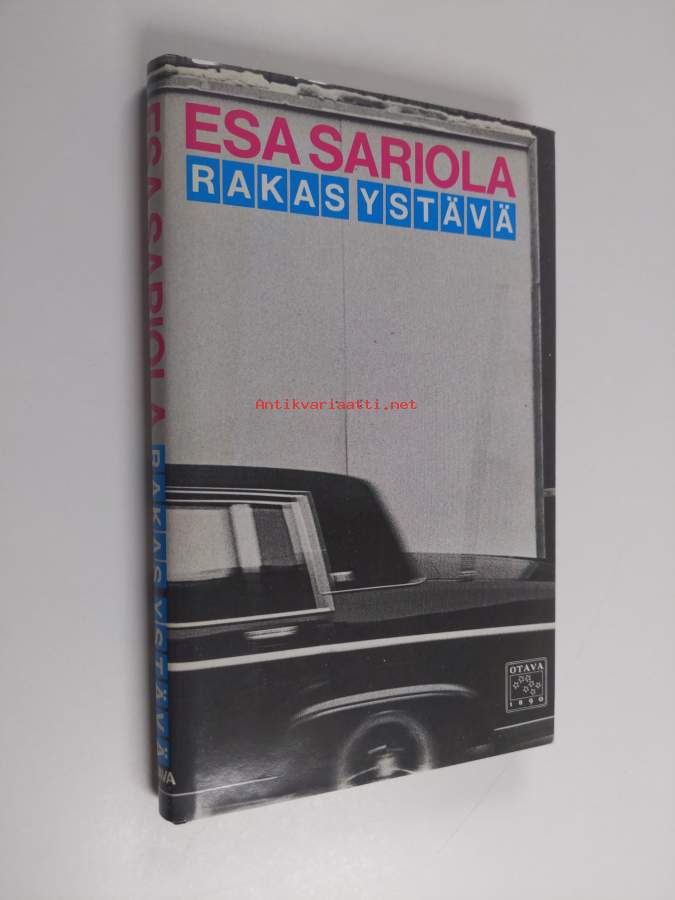 ESA SARIOLA
RAKAS YSTÄVÄ
Antikvariaatti.net
OTAVA
1890
ESA SARIOLA RAKAS YSTÄVÄ